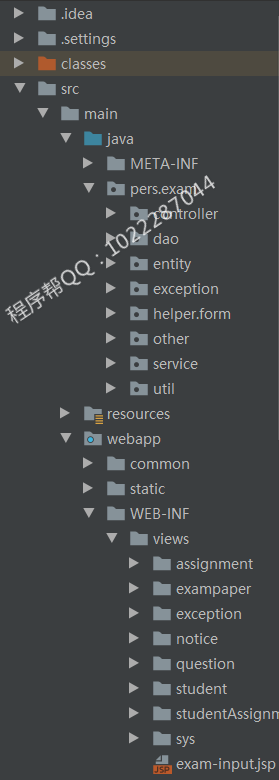 .idea
.settings
classes
src
main
java
META-INF
pers.exam
controller
dao
entity
exception
helper.form
other
service
util
resources
webapp
common
static
WEB-INF
views
assignment
exampaper
exception
notice
question
student
studentAssignm
sys
exam-input.jsp
程序帮QQ：1022287044